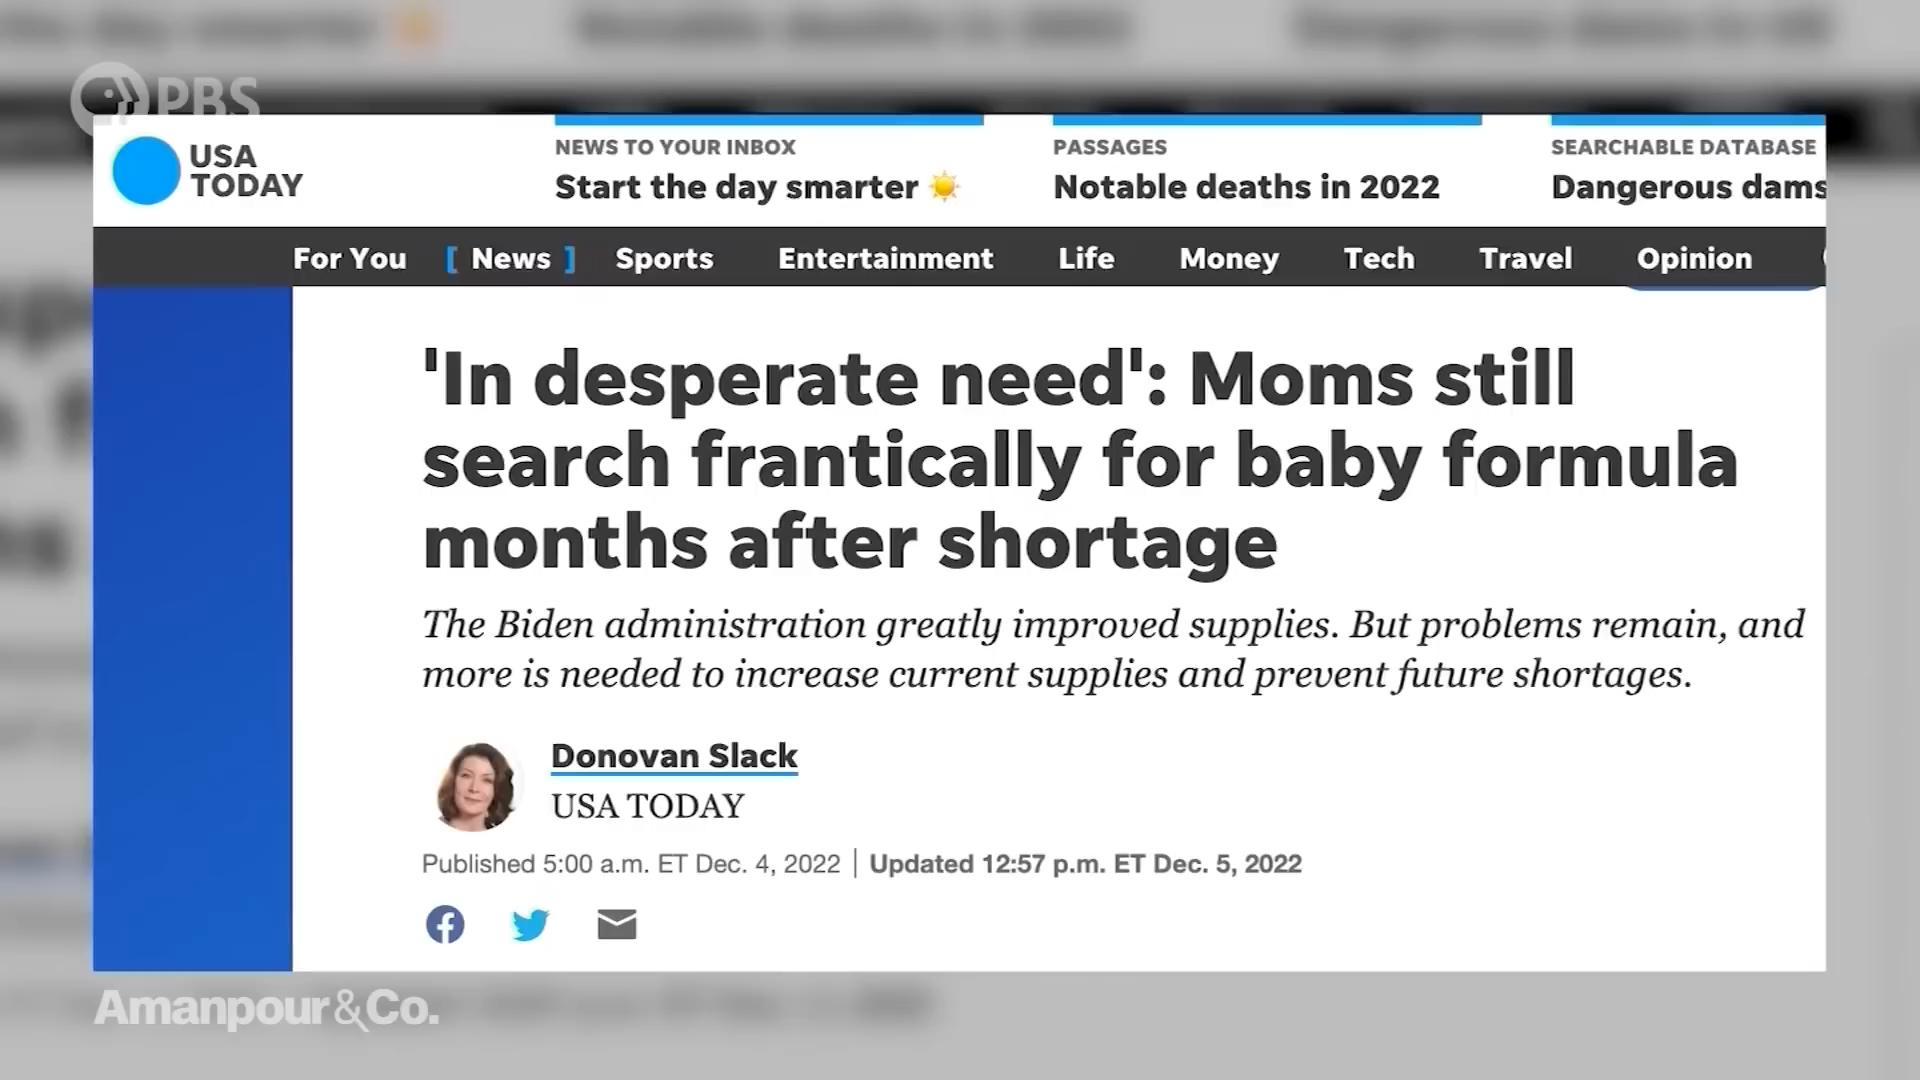 PBS
USA
TODAY
NEWS TO YOUR INBOX
Start the day smarter ☀️
PASSAGES
Notable deaths in 2022
SEARCHABLE DATABASE
Dangerous dams
For You [ News ] Sports Entertainment Life Money Tech Travel Opinion
'In desperate need': Moms still
search frantically for baby formula
months after shortage
The Biden administration greatly improved supplies. But problems remain, and
more is needed to increase current supplies and prevent future shortages.
Donovan Slack
USA TODAY
Published 5:00 a.m. ET Dec. 4, 2022 | Updated 12:57 p.m. ET Dec. 5, 2022
Amanpour&Co.